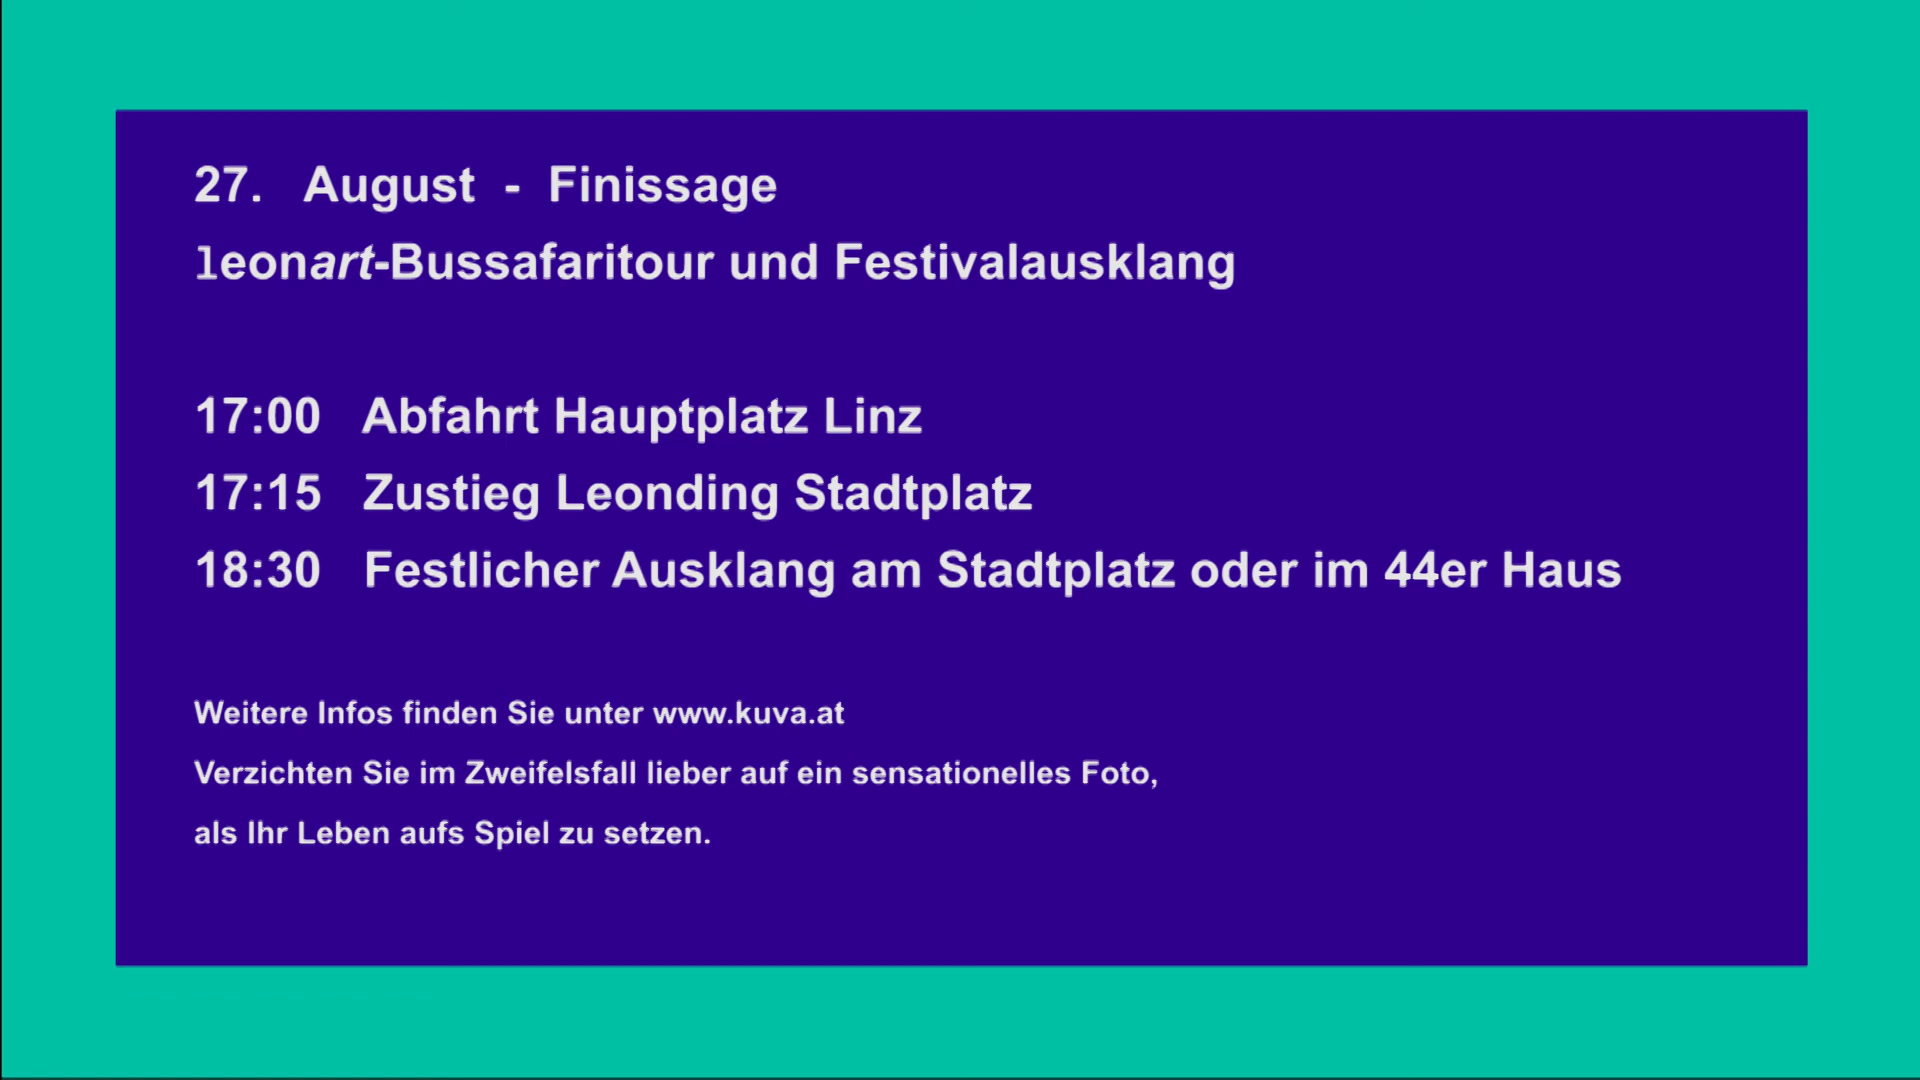 27. August - Finissage
leonart-Bussafaritour und Festivalausklang
17:00 Abfahrt Hauptplatz Linz
17:15 Zustieg Leonding Stadtplatz
18:30 Festlicher Ausklang am Stadtplatz oder im 44er Haus
Weitere Infos finden Sie unter www.kuva.at
Verzichten Sie im Zweifelsfall lieber auf ein sensationelles Foto,
als Ihr Leben aufs Spiel zu setzen.